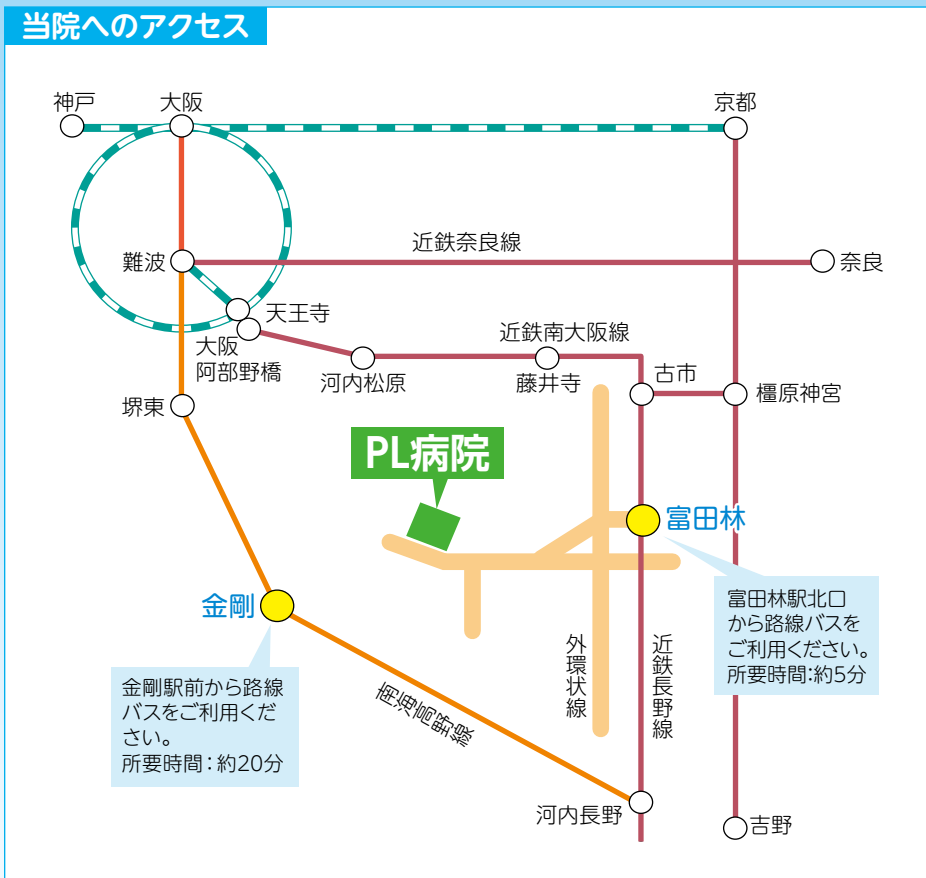 当院へのアクセス
神戸
大阪
京都
近鉄奈良線
難波
奈良
天王寺
大阪
阿部野橋
近鉄南大阪線
河内松原
藤井寺
古市
橿原神宮
堺東
PL病院
富田林
富田林駅北口
から路線バスを
ご利用ください。
所要時間：約5分
金剛
金剛駅前から路線
バスをご利用くだ
さい。
所要時間：約20分
外環状線
近鉄長野線
南海高野線
河内長野
吉野